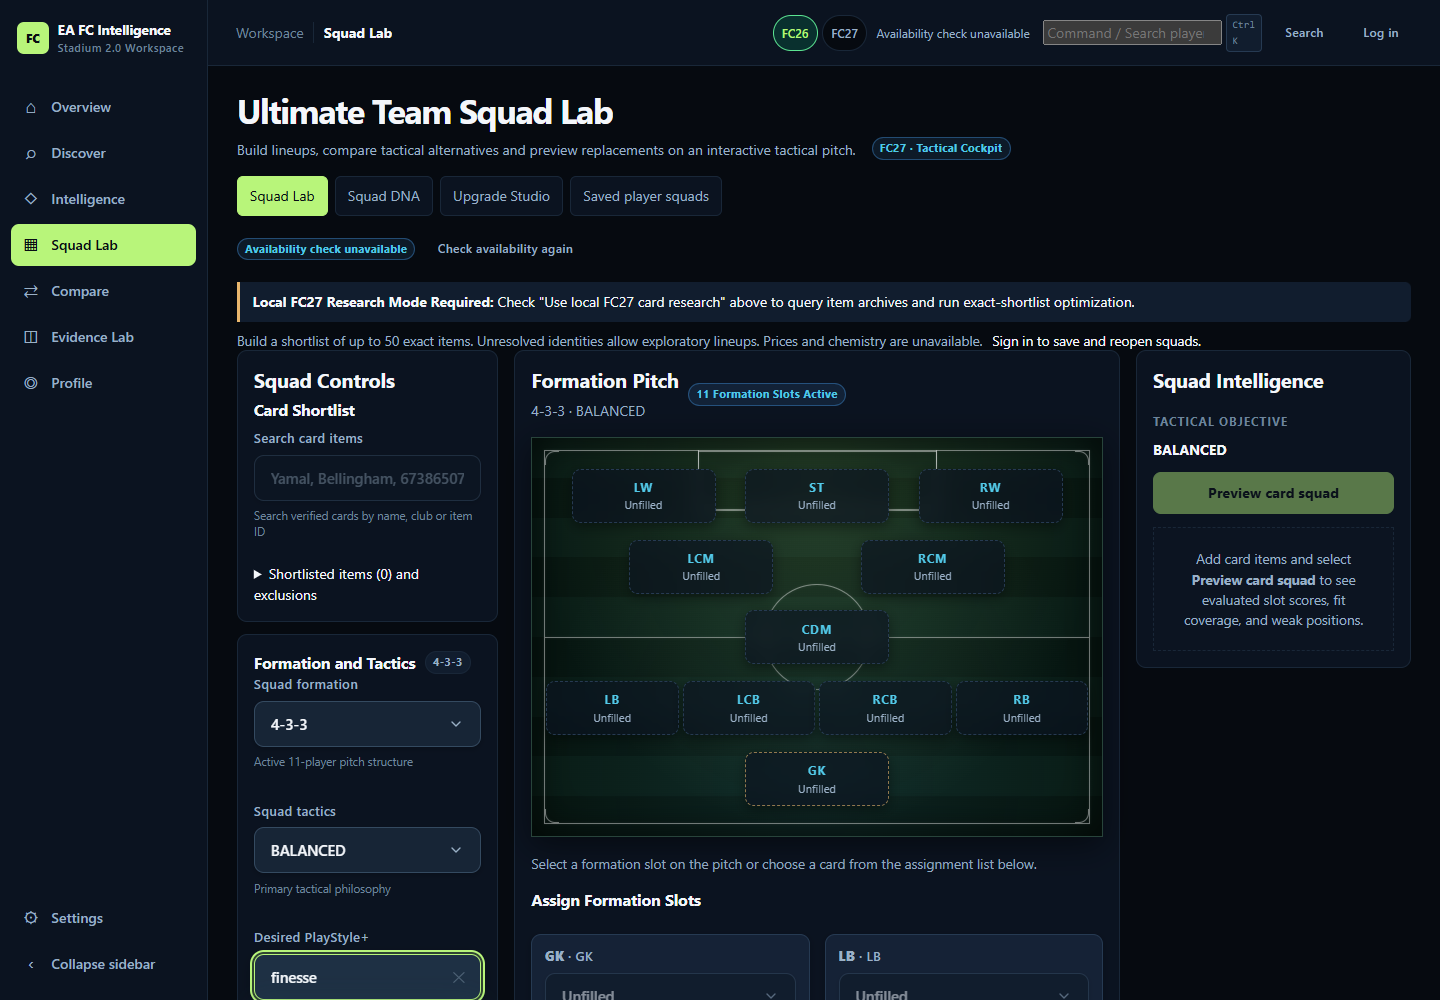 FC
EA FC Intelligence
Stadium 2.0 Workspace
Overview
Discover
Intelligence
Squad Lab
Compare
Evidence Lab
Profile
Settings
Collapse sidebar
Workspace
Squad Lab
FC26
FC27
Availability check unavailable
Command / Search playe
Ctrl
K
Search
Log in
Ultimate Team Squad Lab
Build lineups, compare tactical alternatives and preview replacements on an interactive tactical pitch.
FC27 · Tactical Cockpit
Squad Lab
Squad DNA
Upgrade Studio
Saved player squads
Availability check unavailable
Check availability again
Local FC27 Research Mode Required: Check "Use local FC27 card research" above to query item archives and run exact-shortlist optimization.
Build a shortlist of up to 50 exact items. Unresolved identities allow exploratory lineups. Prices and chemistry are unavailable. Sign in to save and reopen squads.
Squad Controls
Card Shortlist
Search card items
Yamal, Bellingham, 67386507
Search verified cards by name, club or item
ID
Shortlisted items (0) and
exclusions
Formation and Tactics
4-3-3
Squad formation
4-3-3
Active 11-player pitch structure
Squad tactics
BALANCED
Primary tactical philosophy
Desired PlayStyle+
finesse
Formation Pitch
11 Formation Slots Active
4-3-3 · BALANCED
LW
Unfilled
ST
Unfilled
RW
Unfilled
LCM
Unfilled
RCM
Unfilled
CDM
Unfilled
LB
Unfilled
LCB
Unfilled
RCB
Unfilled
RB
Unfilled
GK
Unfilled
Select a formation slot on the pitch or choose a card from the assignment list below.
Assign Formation Slots
GK · GK
Unfilled
LB · LB
Unfilled
Squad Intelligence
TACTICAL OBJECTIVE
BALANCED
Preview card squad
Add card items and select
Preview card squad to see
evaluated slot scores, fit
coverage, and weak positions.